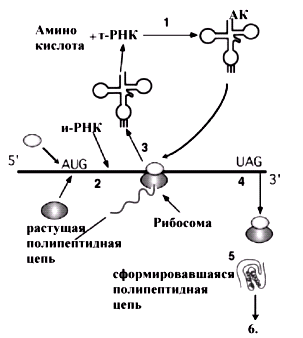 1
АК
Амино кислота
+ т-РНК
3
и-РНК
5'
AUG
2
UAG
4
3'
Рибосома
растущая
полипептидная
цепь
5
сформировавшаяся
полипептидная
цепь
6.